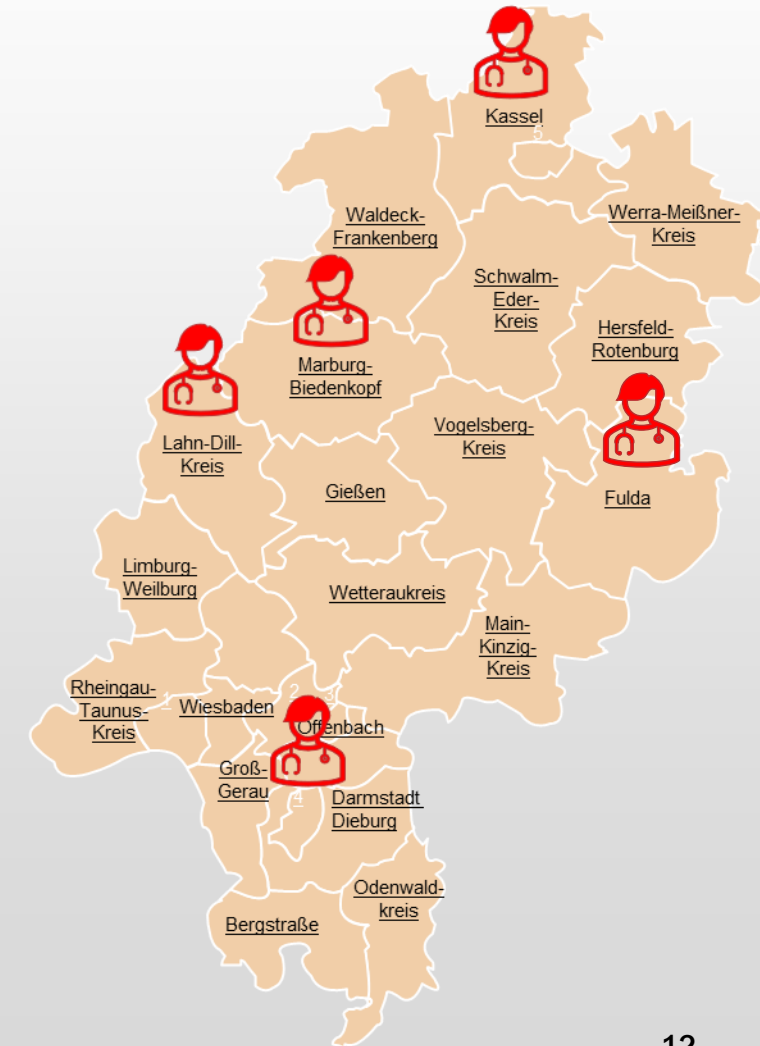 Kassel
5
Waldeck-
Frankenberg
Werra-Meißner-
Kreis
Schwalm-
Eder-
Kreis
Hersfeld-
Rotenburg
Marburg-
Biedenkopf
Lahn-Dill-
Kreis
Vogelsberg-
Kreis
Gießen
Fulda
Limburg-
Weilburg
Wetteraukreis
Main-
Kinzig-
Kreis
Rheingau-
Taunus-
Kreis
1
Wiesbaden
2
3
Offenbach
Groß-
Gerau
4
Darmstadt
Dieburg
Odenwald-
kreis
Bergstraße
12